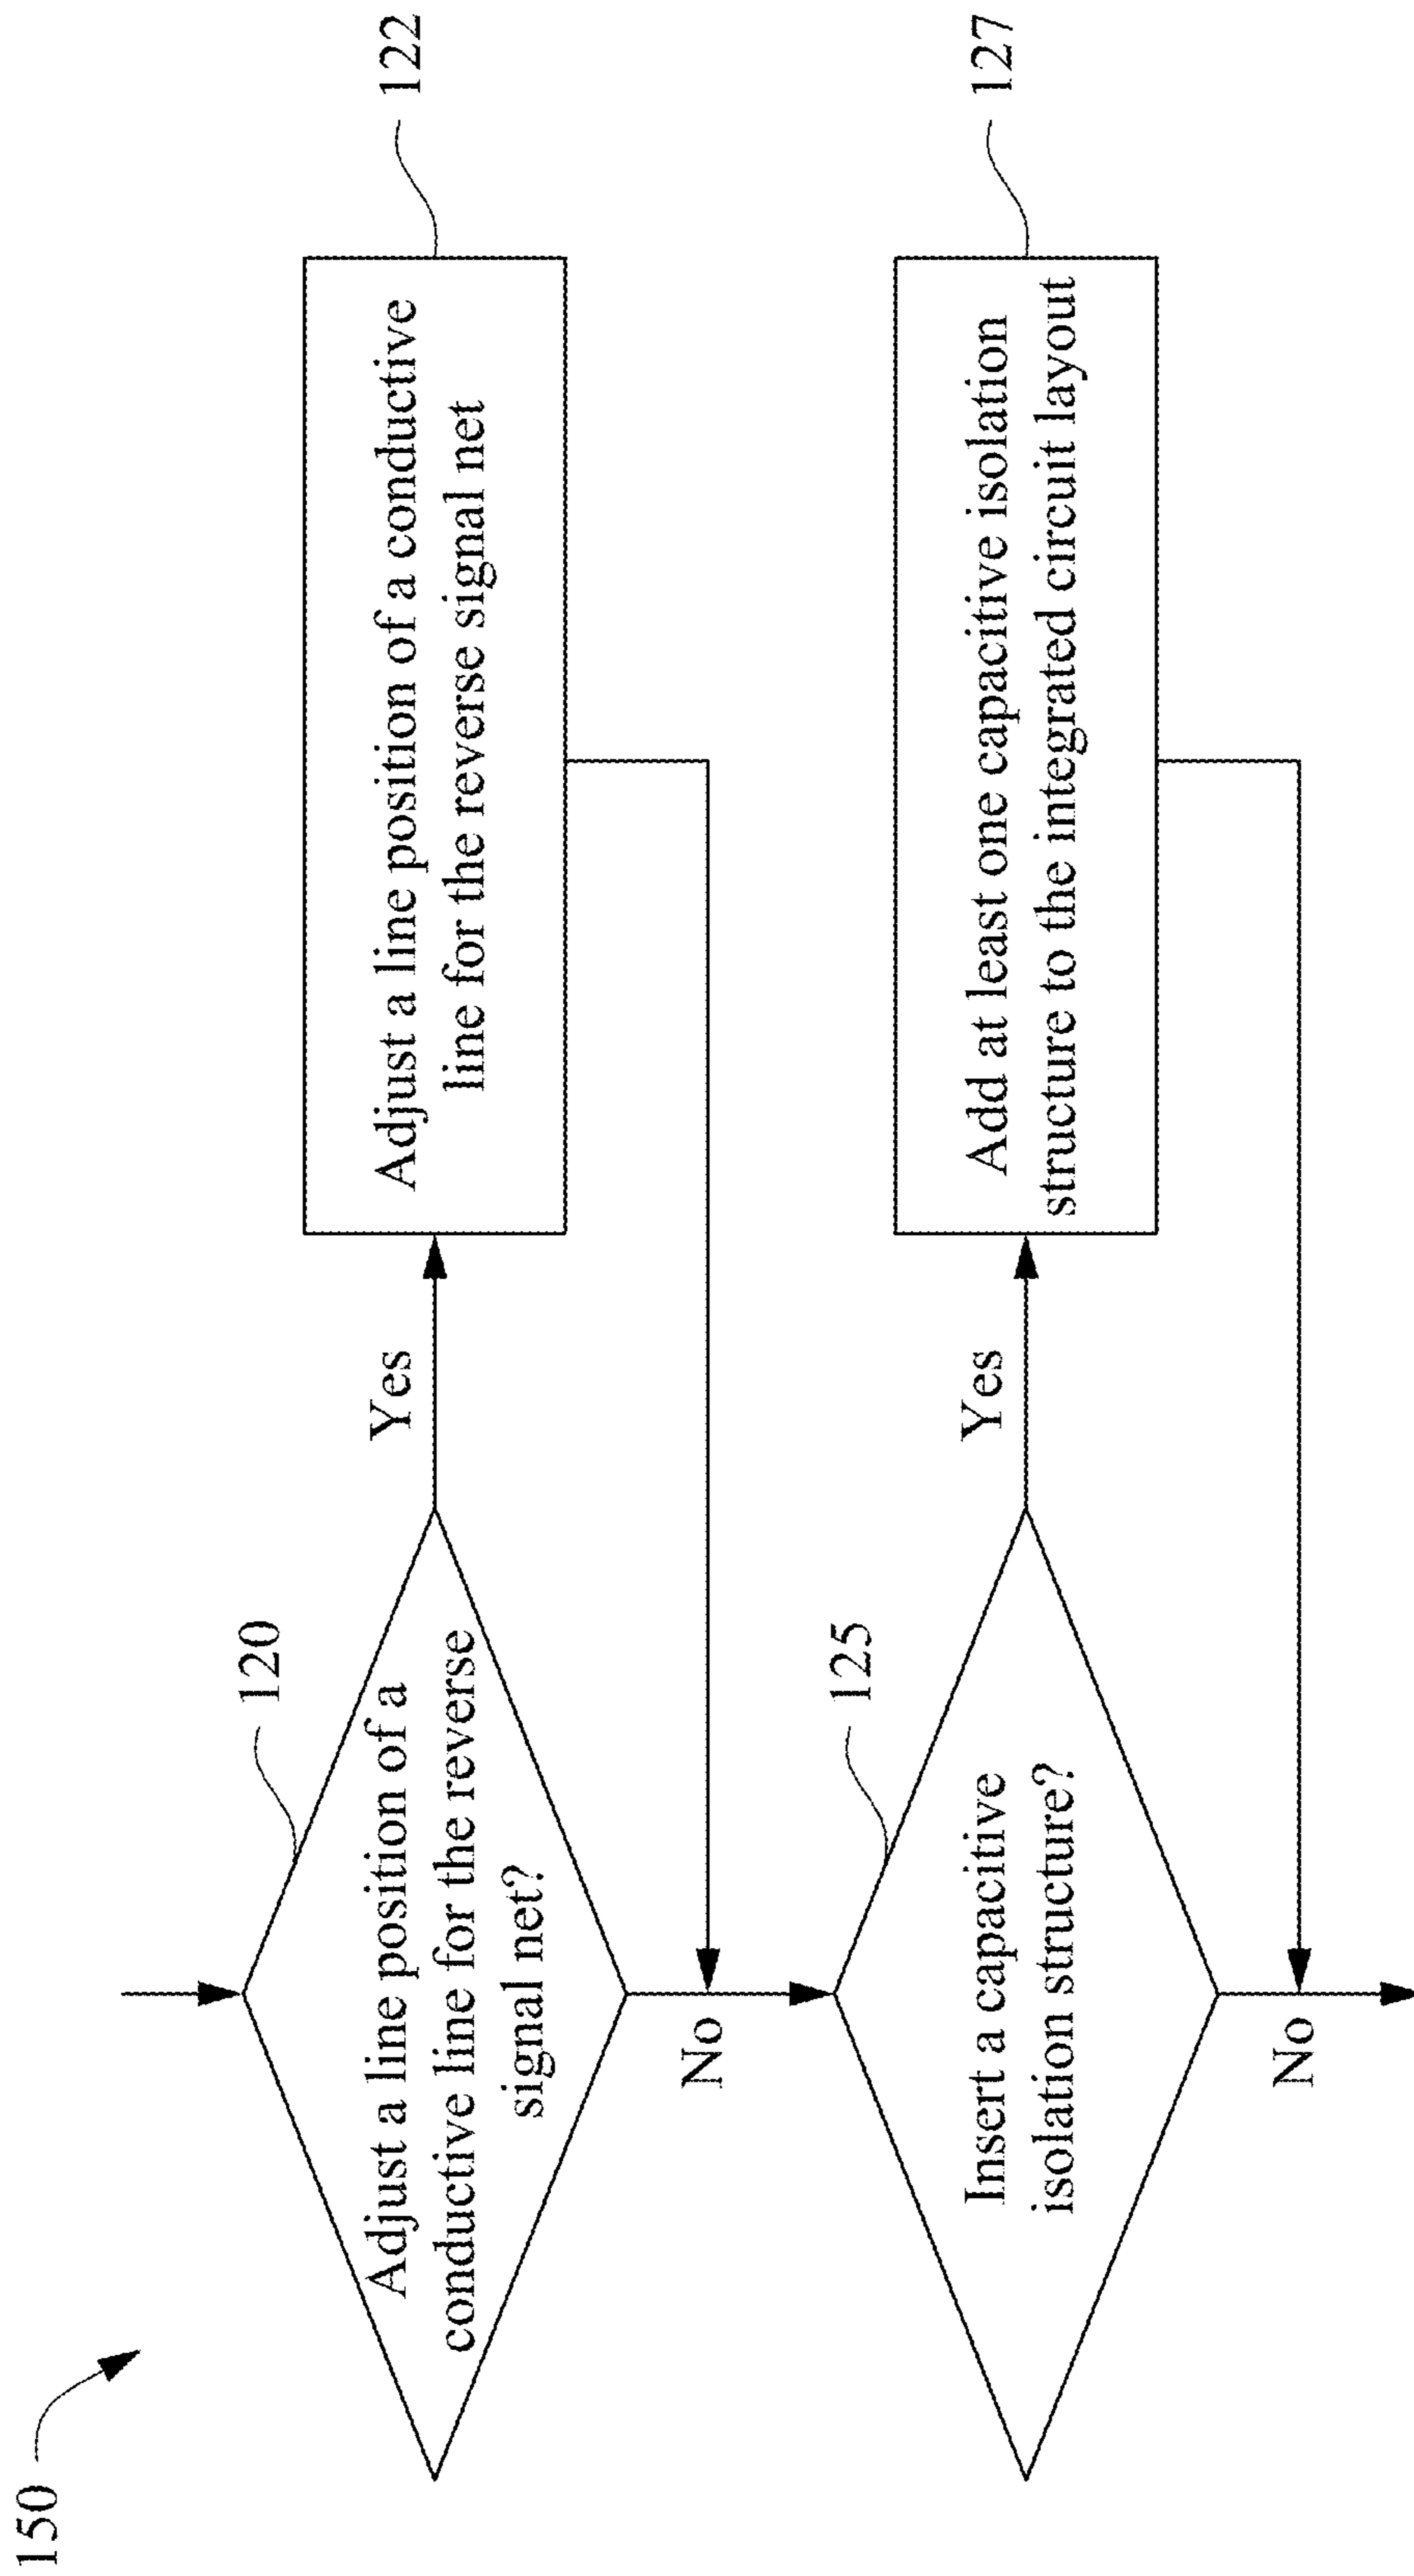 150
120
Adjust a line position of a
conductive line for the reverse
signal net?
Yes
Adjust a line position of a conductive
line for the reverse signal net
122
No
125
Insert a capacitive
isolation structure?
Yes
Add at least one capacitive isolation
structure to the integrated circuit layout
127
No